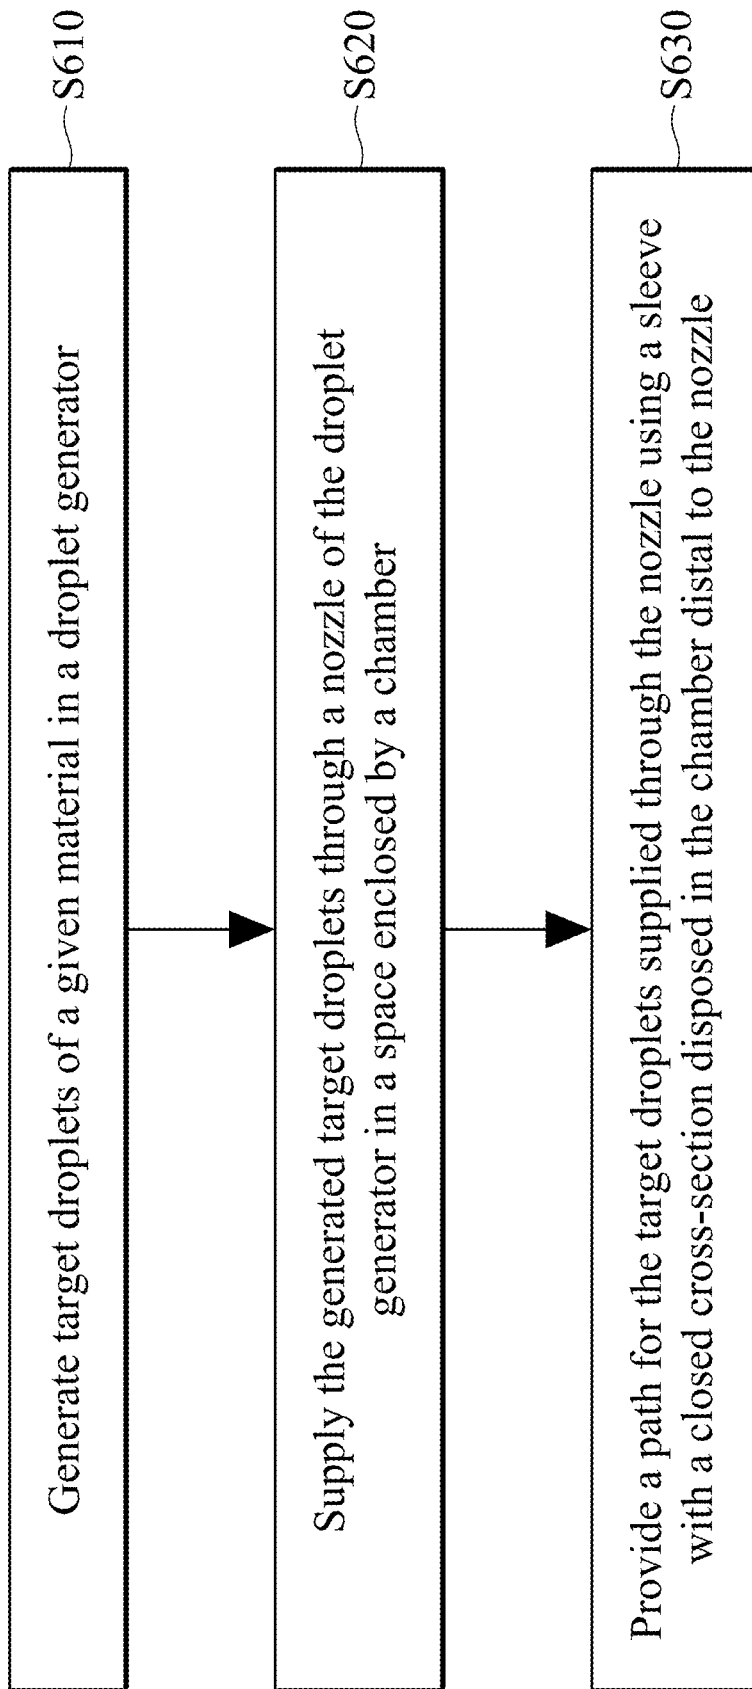 S610
Generate target droplets of a given material in a droplet generator
S620
Supply the generated target droplets through a nozzle of the droplet
generator in a space enclosed by a chamber
S630
Provide a path for the target droplets supplied through the nozzle using a sleeve
with a closed cross-section disposed in the chamber distal to the nozzle